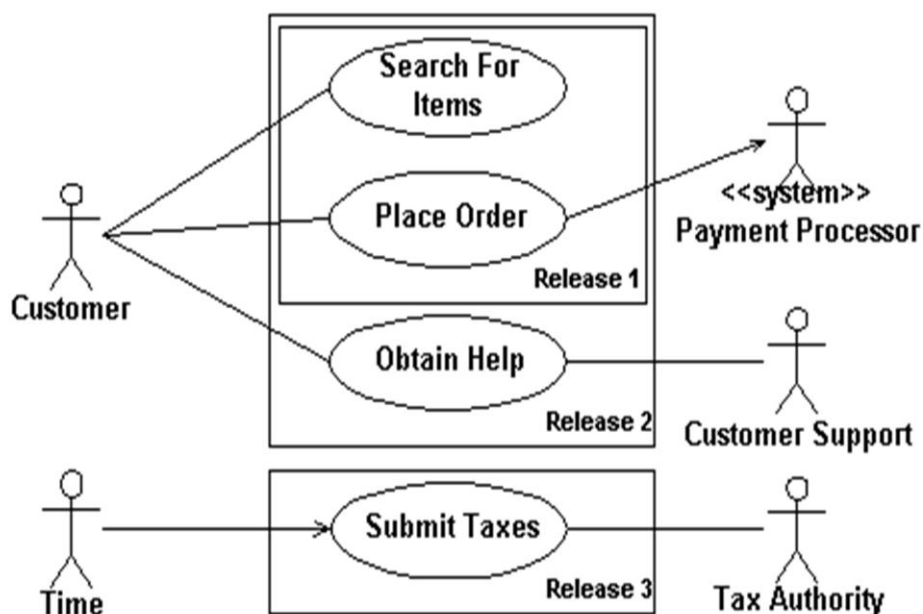 Search For
Items
<<system>>
Payment Processor
Place Order
Release 1
Customer
Obtain Help
Release 2
Customer Support
Submit Taxes
Release 3
Time
Tax Authority